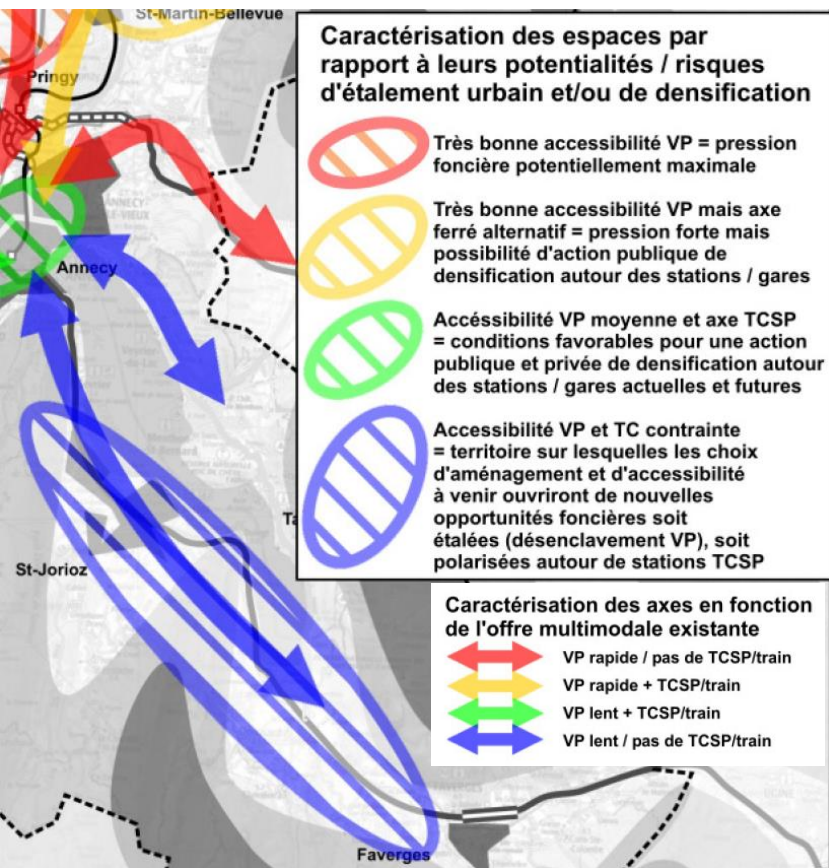 St-Martin-Bellevue
Pringy
ANNECY
LE-VIEUX
Annecy
St-Jorioz
Faverges
Caractérisation des espaces par
rapport à leurs potentialités / risques
d'étalement urbain et/ou de densification
Très bonne accessibilité VP = pression
foncière potentiellement maximale
Très bonne accessibilité VP mais axe
ferré alternatif = pression forte mais
possibilité d'action publique de
densification autour des stations / gares
Accéssibilité VP moyenne et axe TCSP
= conditions favorables pour une action
publique et privée de densification autour
des stations / gares actuelles et futures
Accessibilité VP et TC contrainte
= territoire sur lesquelles les choix
d'aménagement et d'accessibilité
à venir ouvriront de nouvelles
opportunités foncières soit
étalées (désenclavement VP), soit
polarisées autour de stations TCSP
Caractérisation des axes en fonction
de l'offre multimodale existante
VP rapide / pas de TCSP/train
VP rapide + TCSP/train
VP lent + TCSP/train
VP lent / pas de TCSP/train